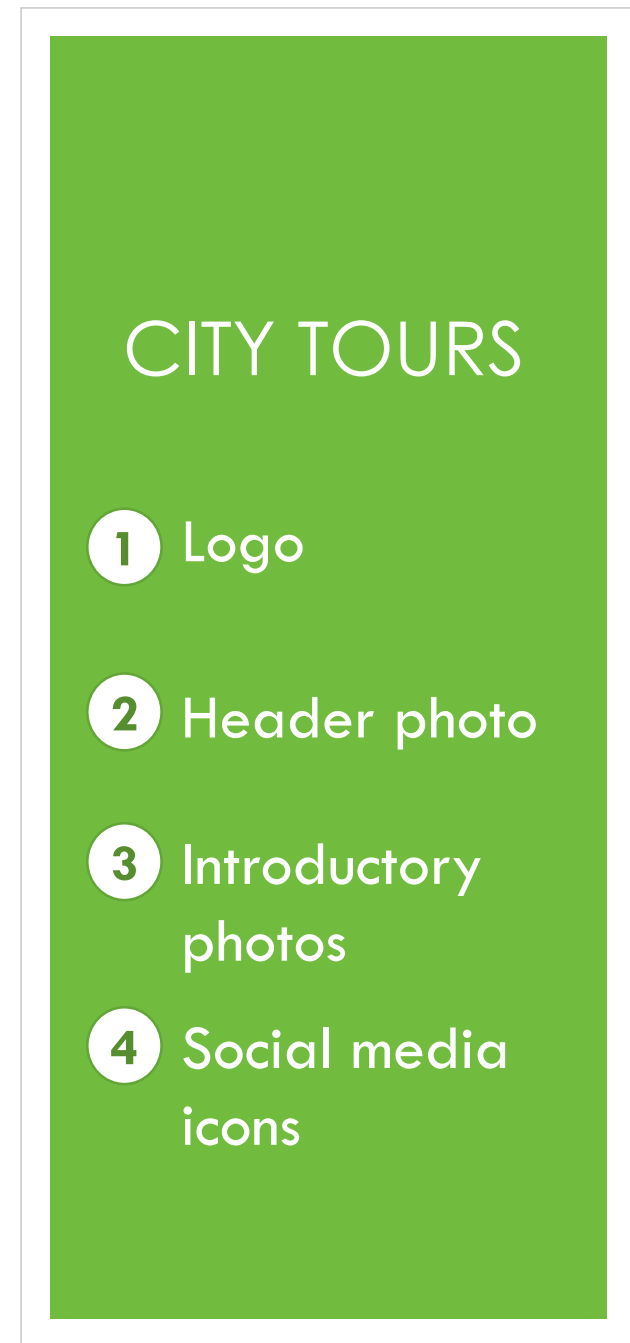 CITY TOURS
1 Logo
2 Header photo
3 Introductory
photos
4 Social media
icons